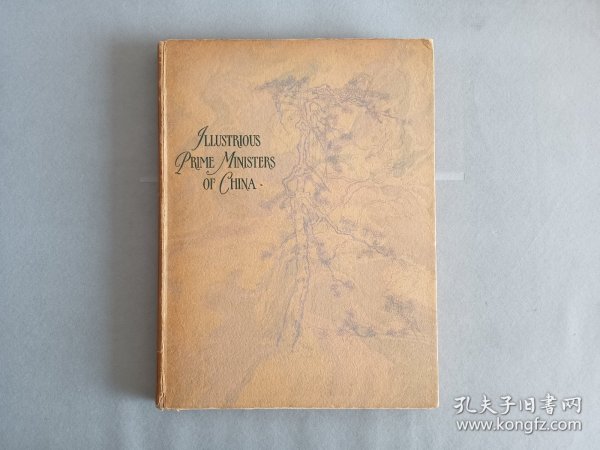 Illustrious
Prime Ministers
of China
孔夫子旧书网
www.kongfz.com